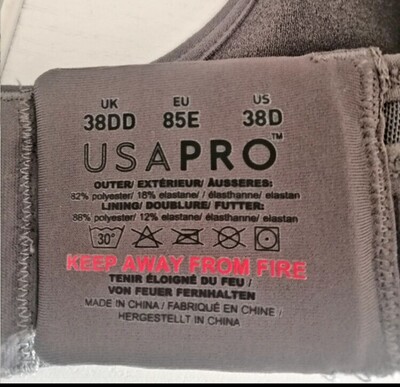 UK EU US
38DD 85E 38D
USAPRO™
OUTER/ EXTÉRIEUR/ ÄUSSERES:
82% polyester/ 18% elastane/ / élasthanne/ elastan
LINING/ DOUBLURE/ FUTTER:
88% polyester/ 12% elastane/ élasthanne/ elastan
30°
KEEP AWAY FROM FIRE
TENIR ÉLOIGNÉ DU FEU /
VON FEUER FERNHALTEN
MADE IN CHINA / FABRIQUÉ EN CHINE /
HERGESTELLT IN CHINA